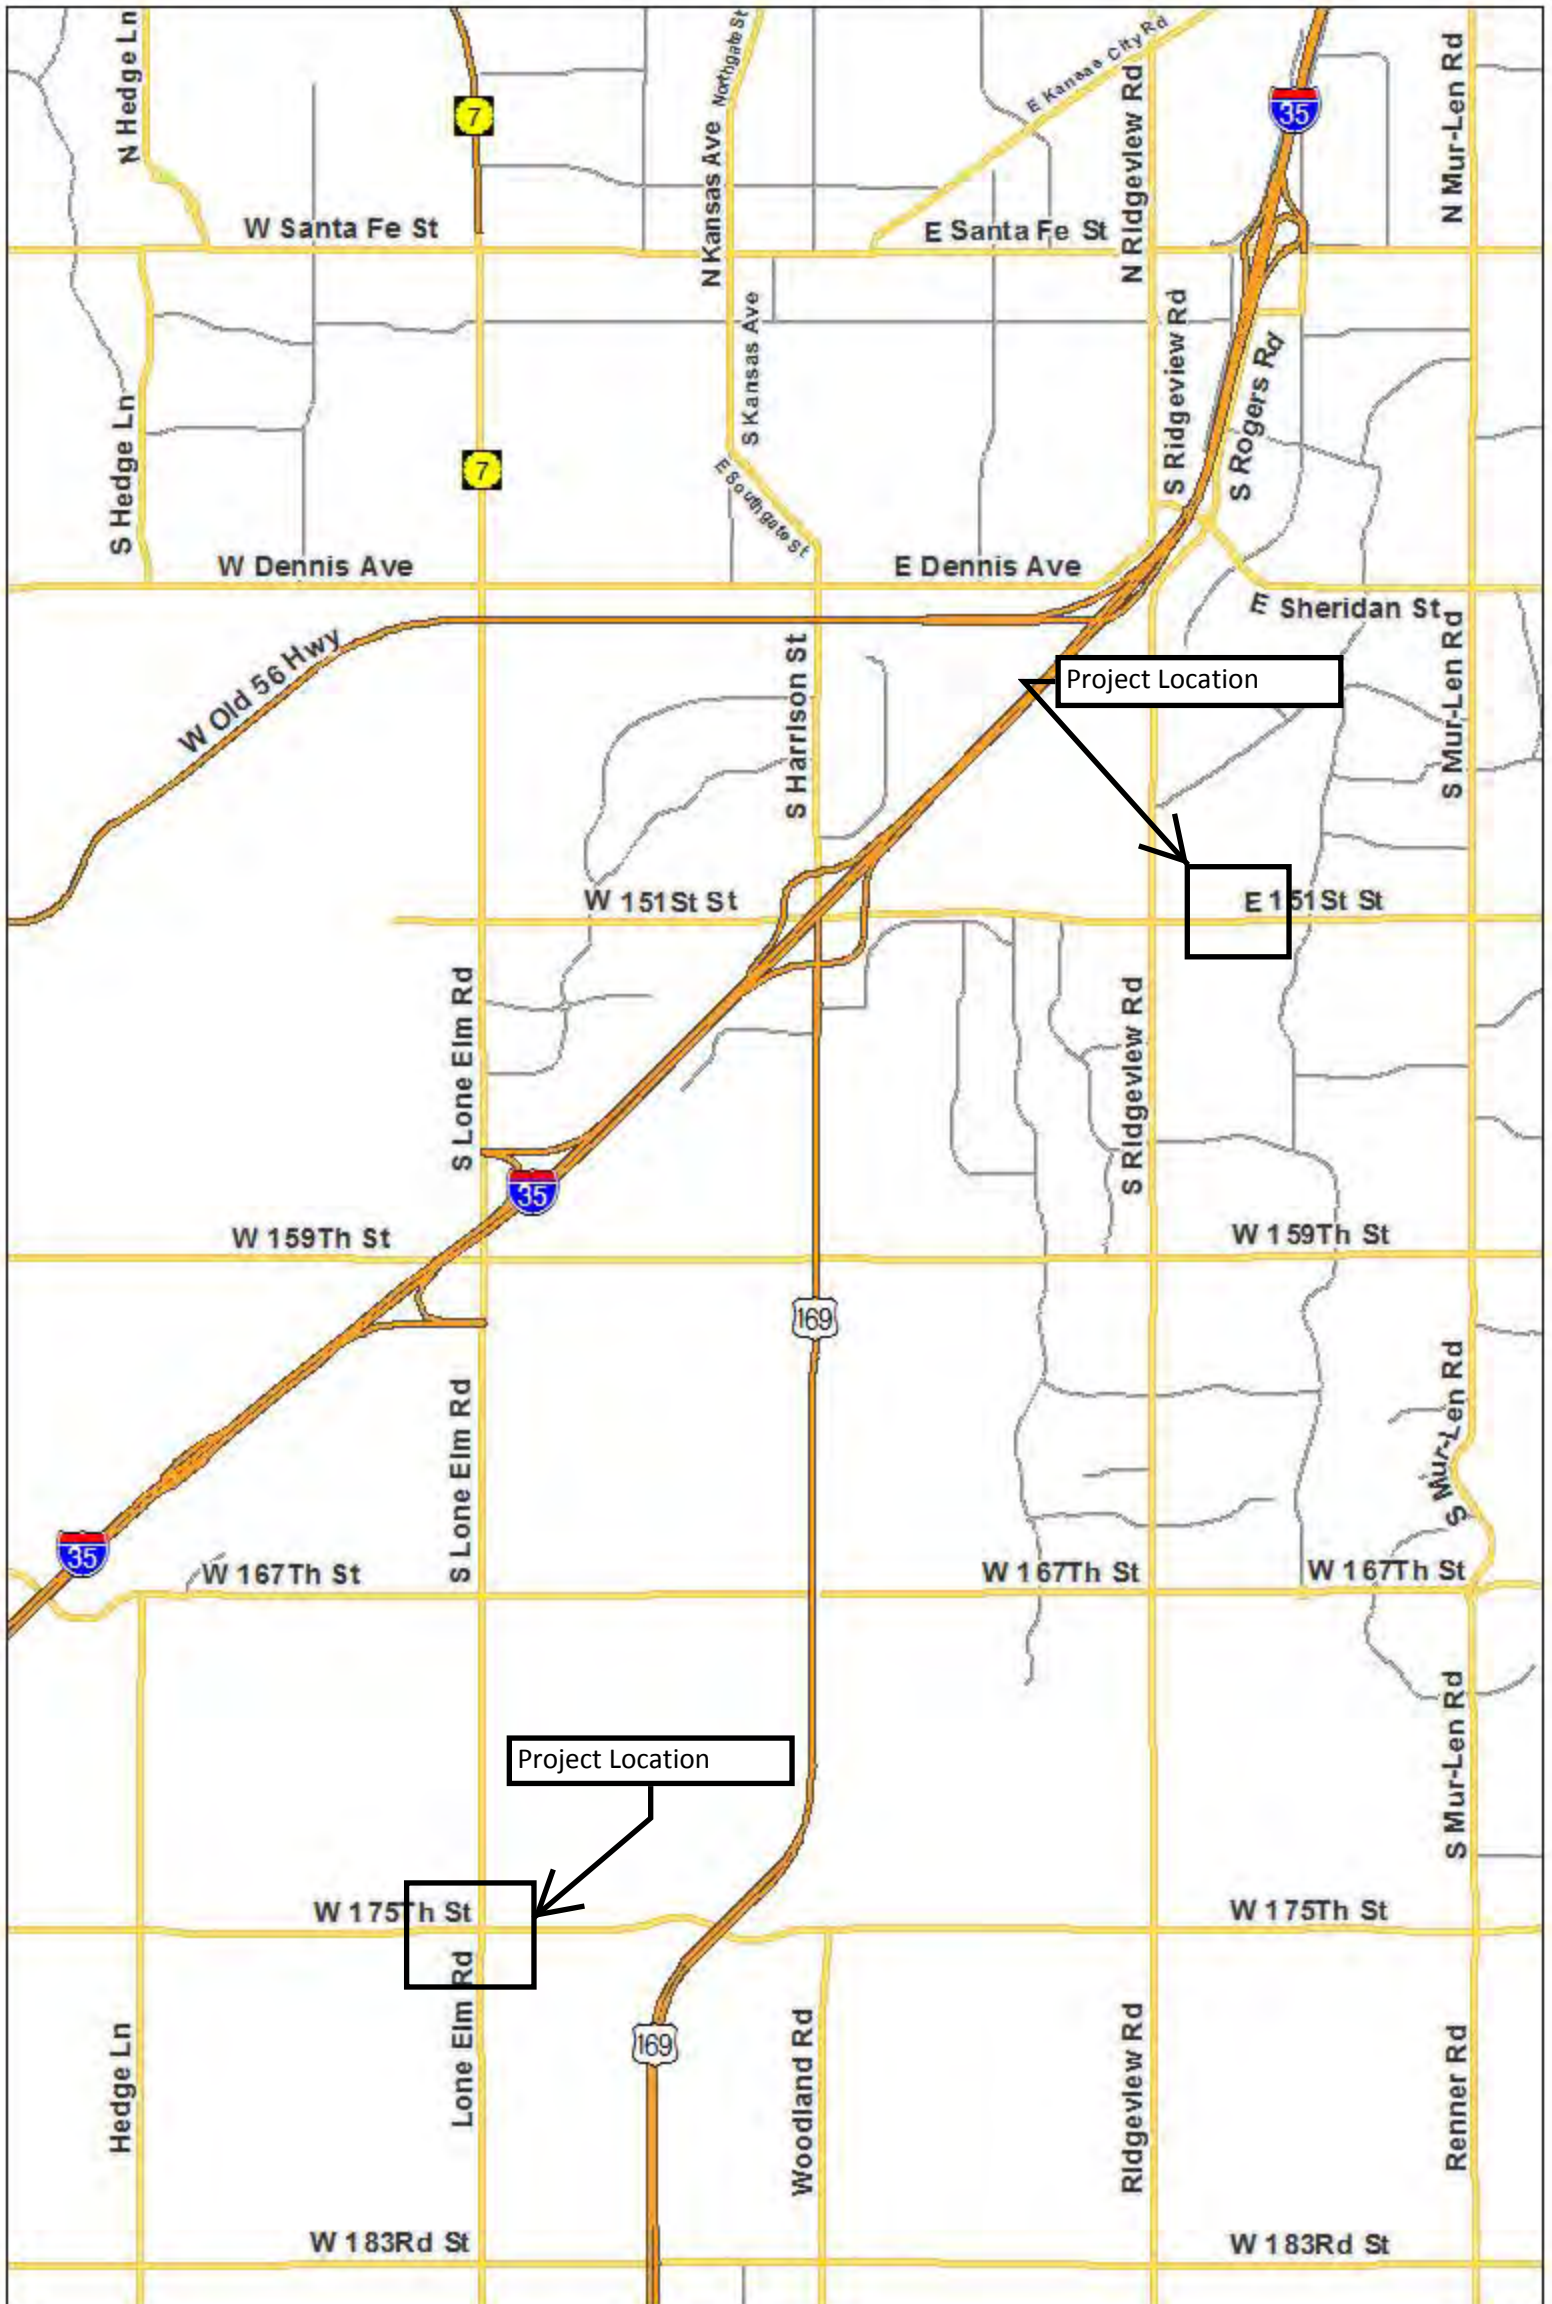 N Hedge Ln
7
N Kansas Ave
Northgate St
E Kansas City Rd
N Ridgeview Rd
35
N Mur-Len Rd
W Santa Fe St
E Santa Fe St
S Hedge Ln
7
S Kansas Ave
E Southgate St
S Ridgeview Rd
S Rogers Rd
W Dennis Ave
E Dennis Ave
E Sheridan St
W Old 56 Hwy
S Harrison St
Project Location
S Mur-Len Rd
W 151St St
E 151St St
S Lone Elm Rd
S Ridgeview Rd
35
W 159Th St
W 159Th St
169
S Lone Elm Rd
S Mur-Len Rd
35
W 167Th St
W 167Th St
W 167Th St
Project Location
S Mur-Len Rd
W 175Th St
W 175Th St
Hedge Ln
Lone Elm Rd
169
Woodland Rd
Ridgeview Rd
Renner Rd
W 183Rd St
W 183Rd St